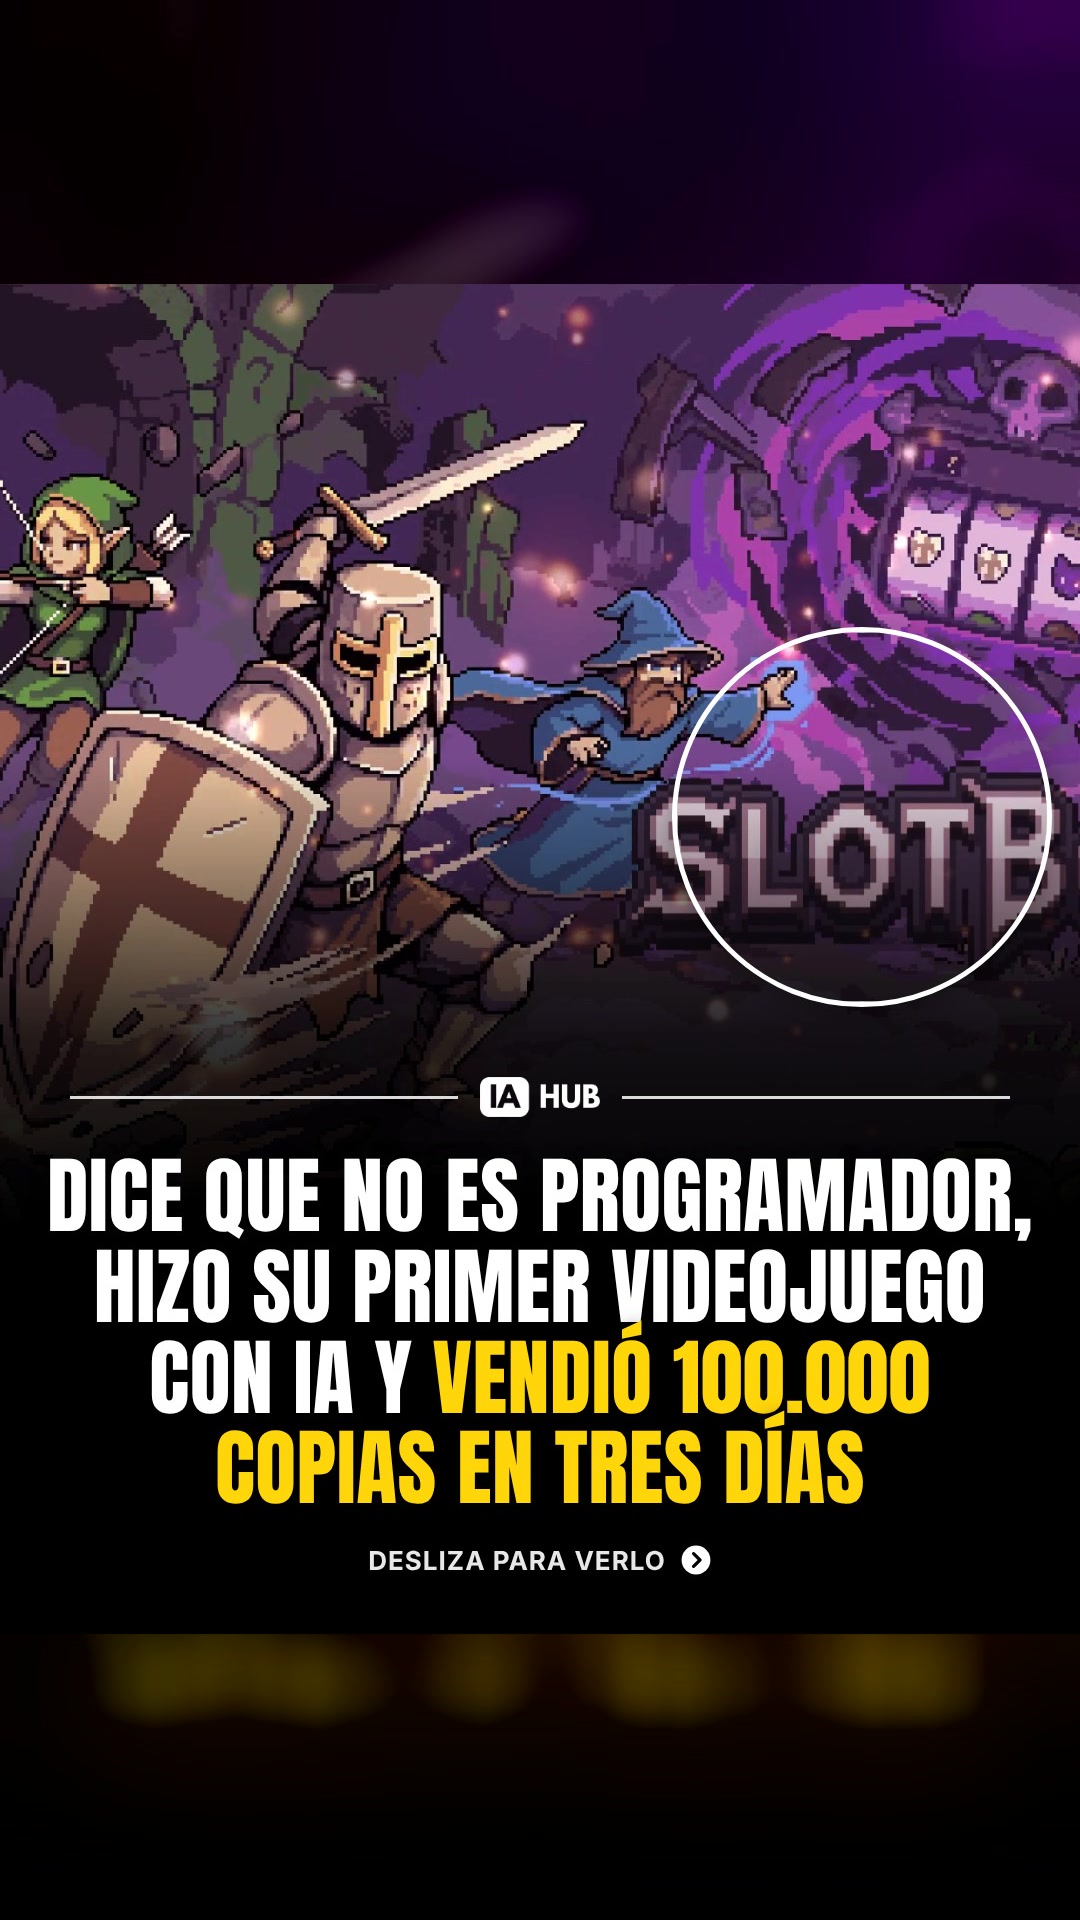 SLOTB
IA HUB
DICE QUE NO ES PROGRAMADOR,
HIZO SU PRIMER VIDEOJUEGO
CON IA Y VENDIÓ 100.000
COPIAS EN TRES DÍAS
DESLIZA PARA VERLO